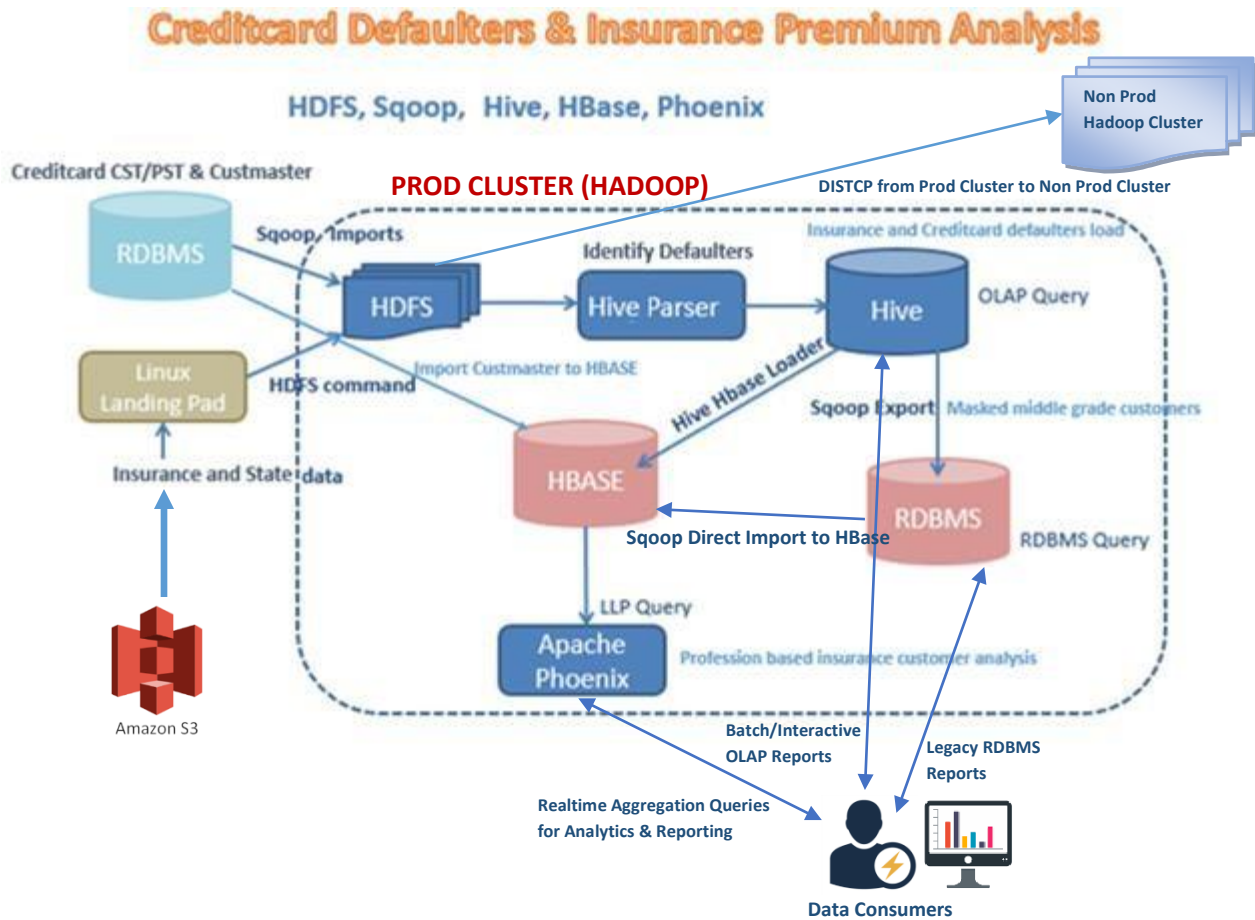 Creditcard Defaulters & Insurance Premium Analysis
HDFS, Sqoop, Hive, HBase, Phoenix
Non Prod
Hadoop Cluster
Creditcard CST/PST & Custmaster
PROD CLUSTER (HADOOP)
DISTCP from Prod Cluster to Non Prod Cluster
RDBMS
Sqoop Imports
Insurance and Creditcard defaulters load
Identify Defaulters
HDFS
Hive Parser
Hive
OLAP Query
Linux
Landing Pad
HDFS command
Import Custmaster to HBASE
Hive Hbase Loader
Sqoop Export
Masked middle grade customers
Insurance and State data
HBASE
RDBMS
Sqoop Direct Import to HBase
RDBMS Query
LLP Query
Apache
Phoenix
Profession based insurance customer analysis
Amazon S3
Batch/Interactive
OLAP Reports
Legacy RDBMS
Reports
Realtime Aggregation Queries
for Analytics & Reporting
Data Consumers